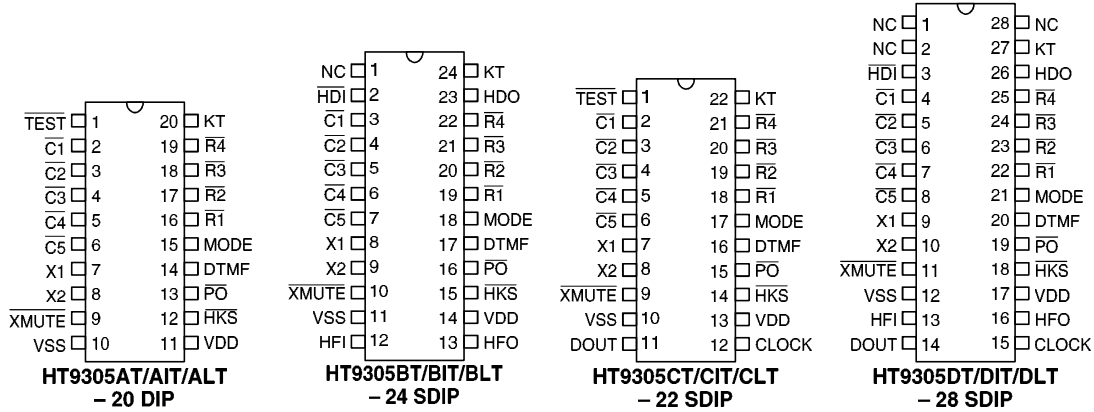 TEST 1 20 KT
C1 2 19 R4
C2 3 18 R3
C3 4 17 R2
C4 5 16 R1
C5 6 15 MODE
X1 7 14 DTMF
X2 8 13 PO
XMUTE 9 12 HKS
VSS 10 11 VDD
HT9305AT/AIT/ALT
– 20 DIP
NC 1 24 KT
HDI 2 23 HDO
C1 3 22 R4
C2 4 21 R3
C3 5 20 R2
C4 6 19 R1
C5 7 18 MODE
X1 8 17 DTMF
X2 9 16 PO
XMUTE 10 15 HKS
VSS 11 14 VDD
HFI 12 13 HFO
HT9305BT/BIT/BLT
– 24 SDIP
TEST 1 22 KT
C1 2 21 R4
C2 3 20 R3
C3 4 19 R2
C4 5 18 R1
C5 6 17 MODE
X1 7 16 DTMF
X2 8 15 PO
XMUTE 9 14 HKS
VSS 10 13 VDD
DOUT 11 12 CLOCK
HT9305CT/CIT/CLT
– 22 SDIP
NC 1 28 NC
NC 2 27 KT
HDI 3 26 HDO
C1 4 25 R4
C2 5 24 R3
C3 6 23 R2
C4 7 22 R1
C5 8 21 MODE
X1 9 20 DTMF
X2 10 19 PO
XMUTE 11 18 HKS
VSS 12 17 VDD
HFI 13 16 HFO
DOUT 14 15 CLOCK
HT9305DT/DIT/DLT
– 28 SDIP